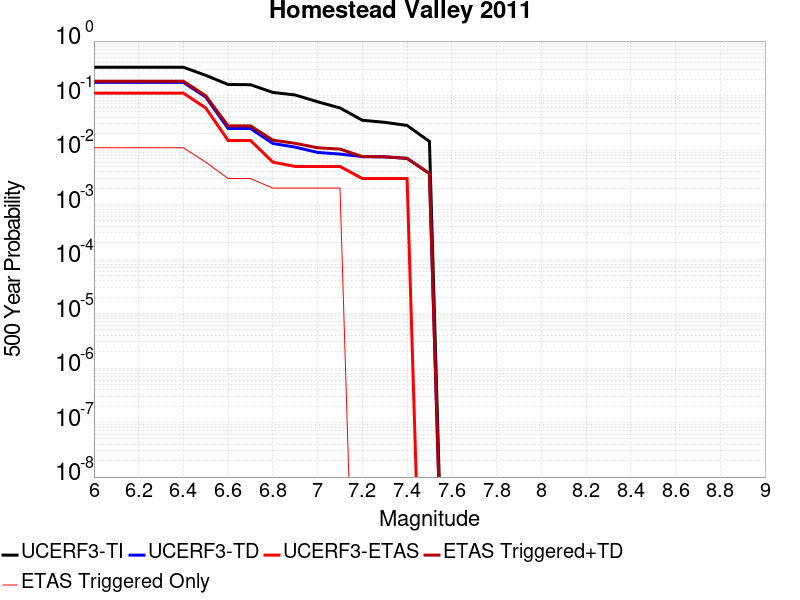 Homestead Valley 2011
10^0
10^-1
10^-2
10^-3
10^-4
10^-5
10^-6
10^-7
10^-8
500 Year Probability
6 6.2 6.4 6.6 6.8 7 7.2 7.4 7.6 7.8 8 8.2 8.4 8.6 8.8 9
Magnitude
UCERF3-TI UCERF3-TD UCERF3-ETAS ETAS Triggered+TD
ETAS Triggered Only